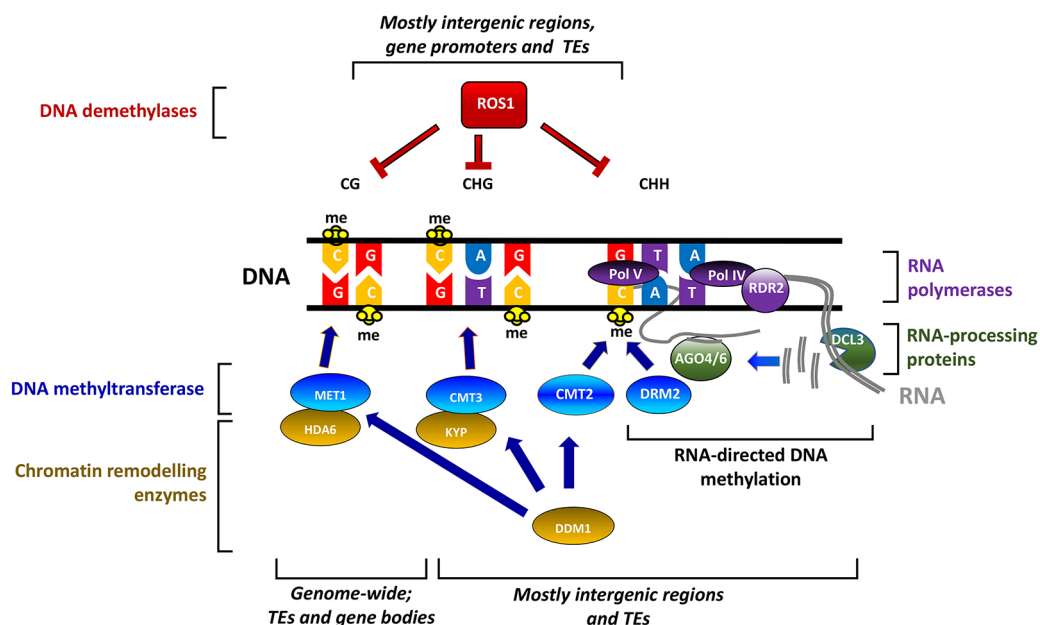 Mostly intergenic regions,
gene promoters and TEs
DNA demethylases
ROS1
CG
CHG
CHH
me
me
DNA
C
G
C
A
G
G
T
A
G
C
G
T
C
C
A
T
Pol V
Pol IV
RDR2
RNA
polymerases
me
me
me
AGO4/6
DCL3
RNA-processing
proteins
RNA
DNA methyltransferase
MET1
CMT3
CMT2
DRM2
HDA6
KYP
Chromatin remodelling
enzymes
RNA-directed DNA
methylation
DDM1
Genome-wide;
TEs and gene bodies
Mostly intergenic regions
and TEs